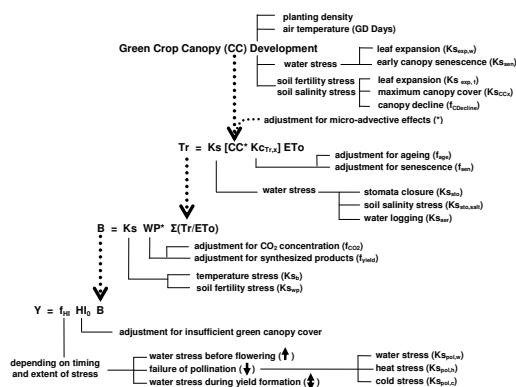 planting density
air temperature (GD Days)
Green Crop Canopy (CC) Development
water stress
leaf expansion (Ksexp,w)
early canopy senescence (Kssen)
soil fertility stress
soil salinity stress
leaf expansion (Ks exp, f)
maximum canopy cover (KsCCx)
canopy decline (fCDecline)
adjustment for micro-advective effects (*)
Tr = Ks [CC* KcTr,x] ETo
adjustment for ageing (fage)
adjustment for senescence (fsen)
water stress
stomata closure (Kssto)
soil salinity stress (Kssto,salt)
water logging (Ksaer)
B = Ks WP* Σ(Tr/ETo)
adjustment for CO2 concentration (fCO2)
adjustment for synthesized products (fyield)
temperature stress (Ksb)
soil fertility stress (Kswp)
Y = fHI HI0 B
adjustment for insufficient green canopy cover
depending on timing
and extent of stress
water stress before flowering (⬆)
failure of pollination (⬇)
water stress during yield formation (⬍)
water stress (Kspol,w)
heat stress (Kspol,h)
cold stress (Kspol,c)